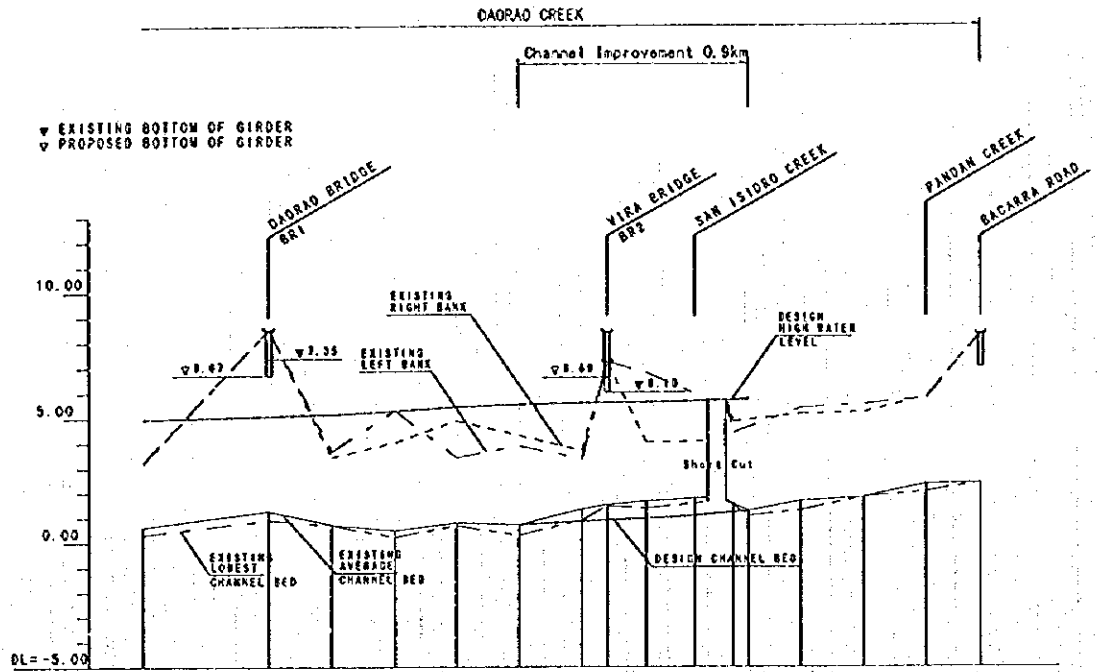 DAORAO CREEK
Channel Improvement 0.9km
▼ EXISTING BOTTOM OF GIRDER
▽ PROPOSED BOTTOM OF GIRDER
DAORAO BRIDGE
BR1
VIRA BRIDGE
BR2
SAN ISIDRO CREEK
PANDAN CREEK
BACARRA ROAD
10.00
EXISTING
RIGHT BANK
DESIGN
HIGH WATER
LEVEL
EXISTING
LEFT BANK
5.00
Short Cut
0.00
EXISTING
LOWEST
CHANNEL BED
EXISTING
AVERAGE
CHANNEL BED
DESIGN CHANNEL BED
DL=-5.00